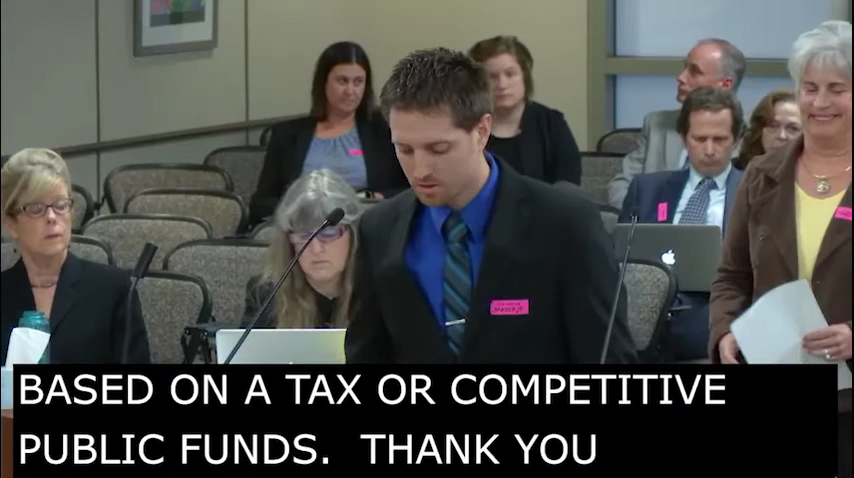 BASED ON A TAX OR COMPETITIVE
PUBLIC FUNDS.  THANK YOU